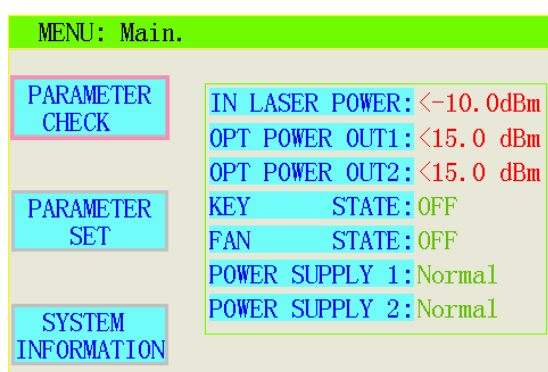 MENU: Main.
PARAMETER
CHECK
PARAMETER
SET
SYSTEM
INFORMATION
IN LASER POWER:<-10.0dBm
OPT POWER OUT1:<15.0 dBm
OPT POWER OUT2:<15.0 dBm
KEY STATE:OFF
FAN STATE:OFF
POWER SUPPLY 1:Normal
POWER SUPPLY 2:Normal